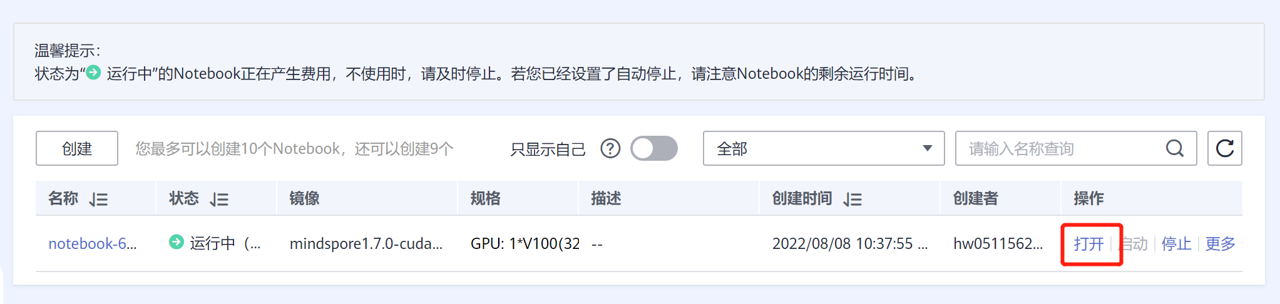 温馨提示：
状态为“运行中”的Notebook正在产生费用，不使用时，请及时停止。若您已经设置了自动停止，请注意Notebook的剩余运行时间。
创建 您最多可以创建10个Notebook，还可以创建9个 只显示自己 ? 全部 请输入名称查询
名称 状态 镜像 规格 描述 创建时间 创建者 操作
notebook-6... 运行中（... mindspore1.7.0-cuda... GPU: 1*V100(32 -- 2022/08/08 10:37:55 ... hw0511562... 打开 启动 停止 更多